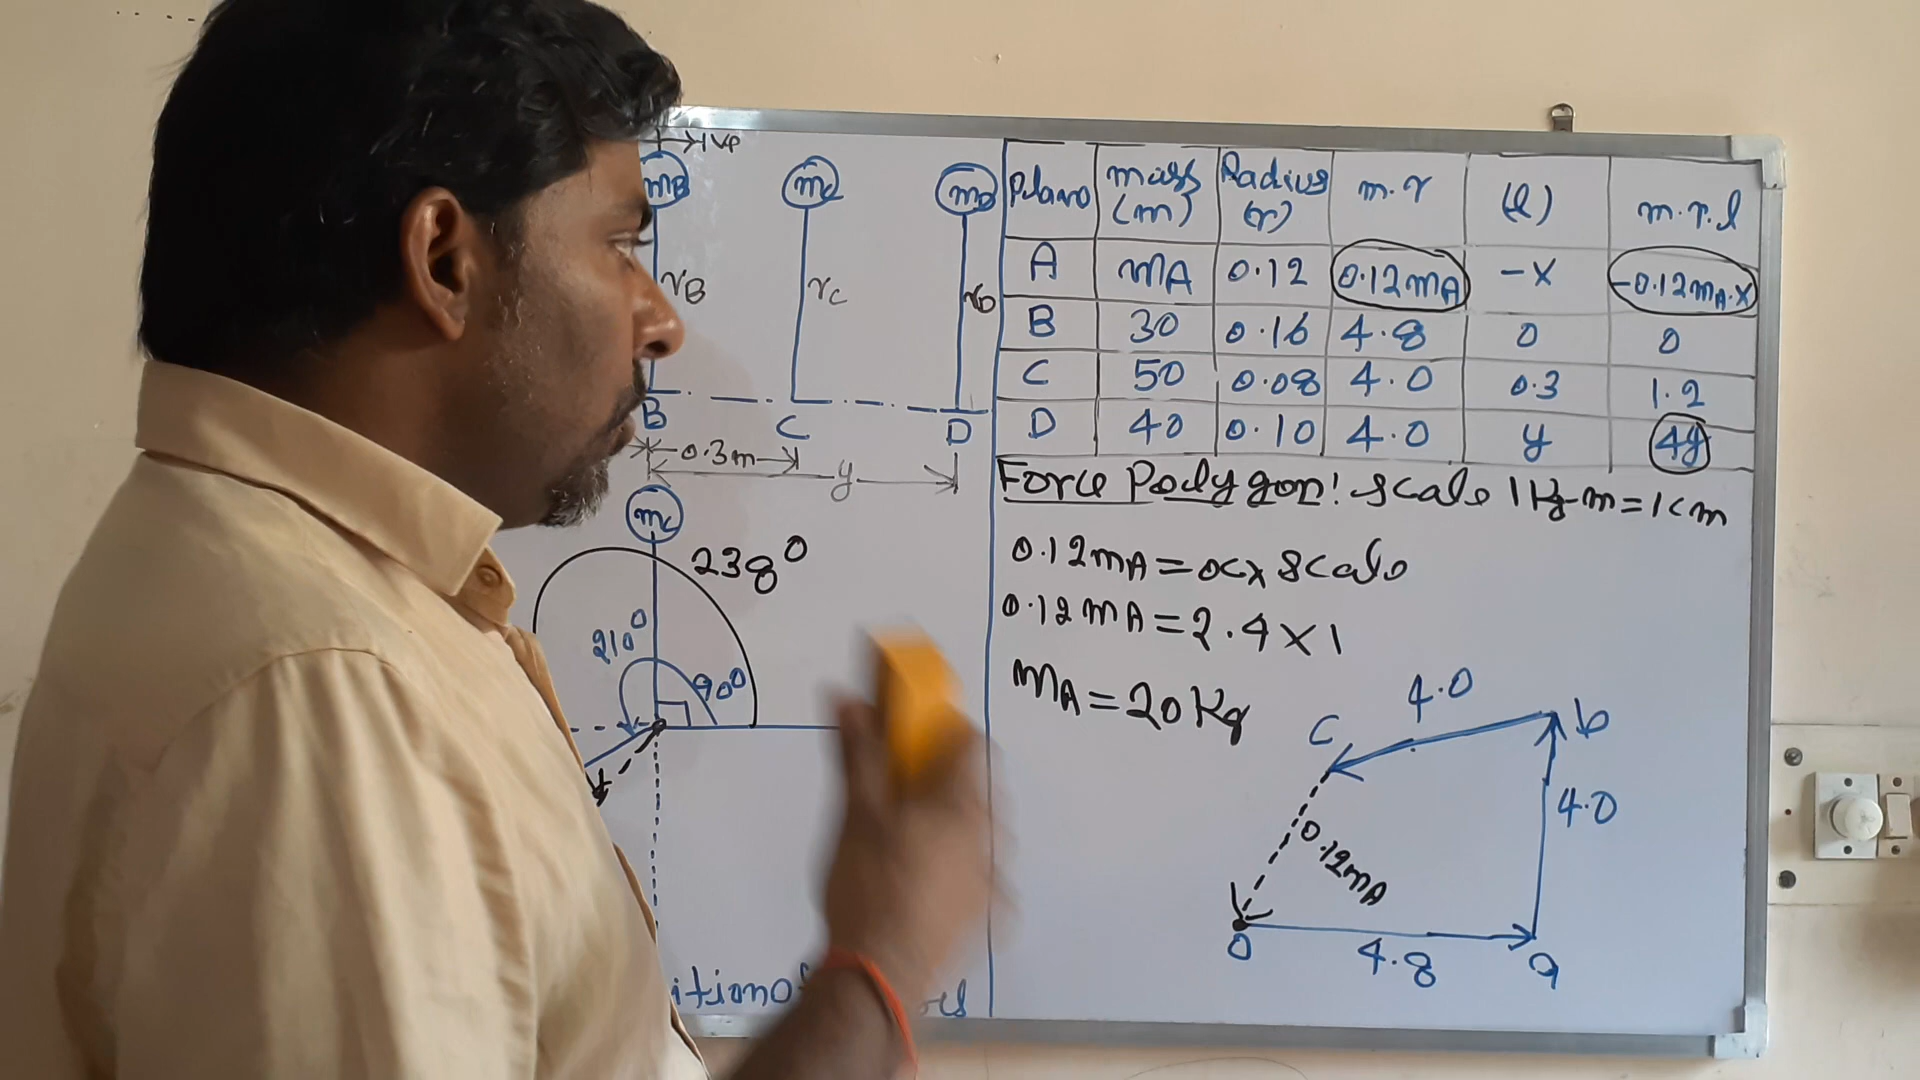 mB mc mD
rB rc rD
B C D
0.3m
y
mc
238°
210°
90°
Plane mass (m) Radius (r) m.r (l) m.r.l
A mA 0.12 0.12mA -x -0.12mA.x
B 30 0.16 4.8 0 0
C 50 0.08 4.0 0.3 1.2
D 40 0.10 4.0 y 4y
Force Polygon: Scale 1 Kg-m = 1cm
0.12mA = oc x Scale
0.12mA = 2.4 x 1
mA = 20 Kg
4.0
c b
4.0
0.12mA
o 4.8 a